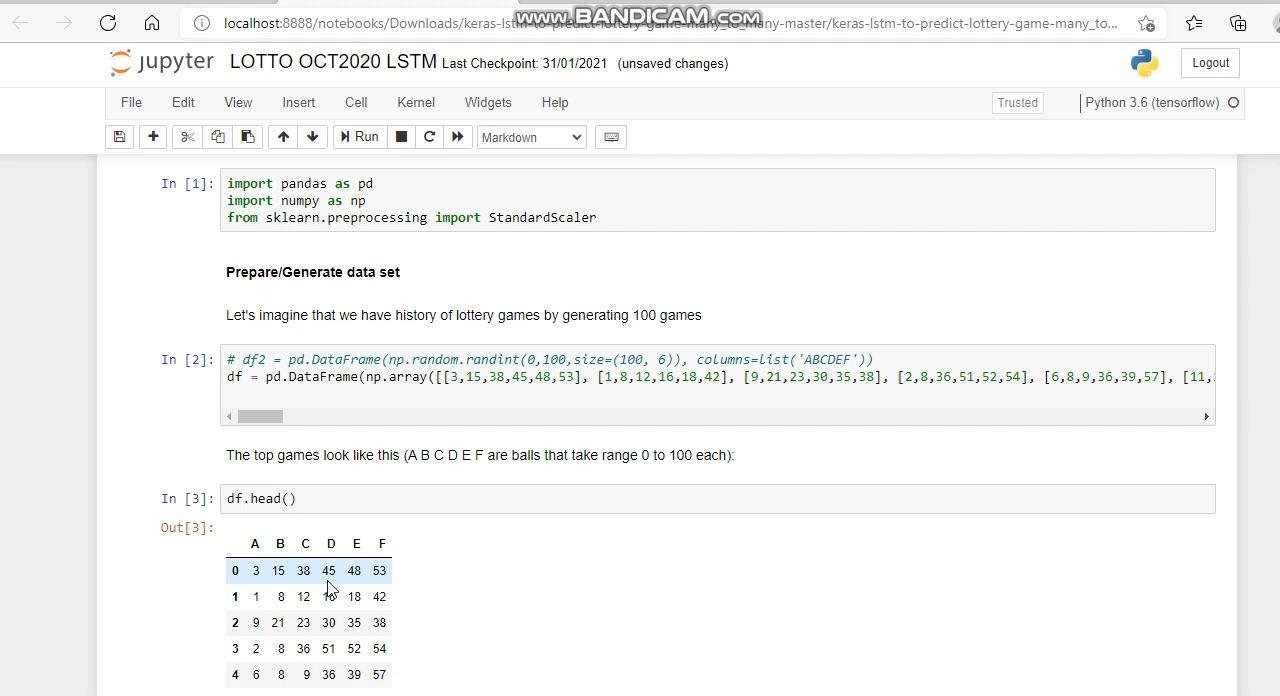 www.BANDICAM.com
localhost:8888/notebooks/Downloads/keras-lstm-to-predict-lottery-game-many_to_many-master/keras-lstm-to-predict-lottery-game-many_to...
jupyter LOTTO OCT2020 LSTM Last Checkpoint: 31/01/2021 (unsaved changes) Logout
File Edit View Insert Cell Kernel Widgets Help Trusted Python 3.6 (tensorflow)
Run Markdown
In [1]: import pandas as pd
import numpy as np
from sklearn.preprocessing import StandardScaler
Prepare/Generate data set
Let's imagine that we have history of lottery games by generating 100 games
In [2]: # df2 = pd.DataFrame(np.random.randint(0,100,size=(100, 6)), columns=list('ABCDEF'))
df = pd.DataFrame(np.array([[3,15,38,45,48,53], [1,8,12,16,18,42], [9,21,23,30,35,38], [2,8,36,51,52,54], [6,8,9,36,39,57], [11,
The top games look like this (A B C D E F are balls that take range 0 to 100 each):
In [3]: df.head()
Out[3]:
A B C D E F
0 3 15 38 45 48 53
1 1 8 12 16 18 42
2 9 21 23 30 35 38
3 2 8 36 51 52 54
4 6 8 9 36 39 57